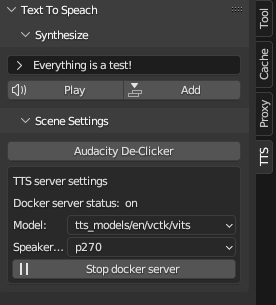 Text To Speach
Synthesize
Everything is a test!
Play
Add
Scene Settings
Audacity De-Clicker
TTS server settings
Docker server status: on
Model: tts_models/en/vctk/vits
Speaker... p270
Stop docker server
Tool
Cache
Proxy
TTS